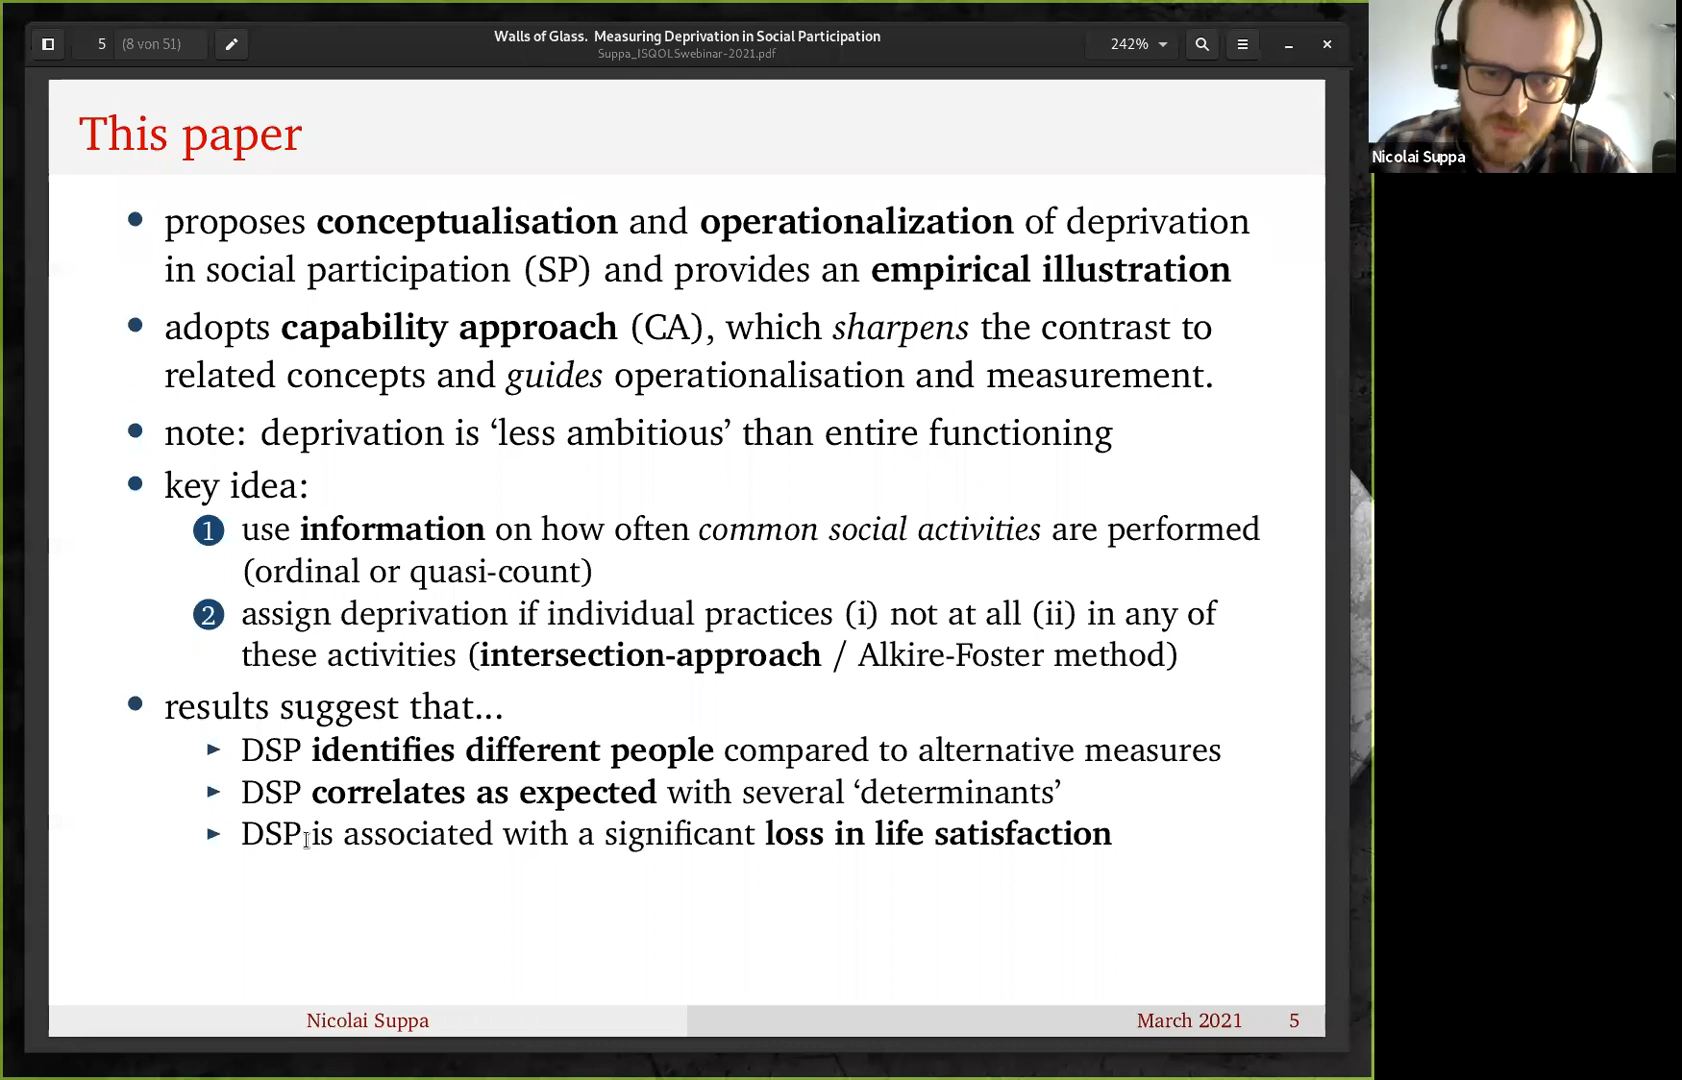 Walls of Glass. Measuring Deprivation in Social Participation
5 (8 von 51)
Suppa_ISQOLSwebinar-2021.pdf
242%
Nicolai Suppa
This paper
• proposes conceptualisation and operationalization of deprivation
in social participation (SP) and provides an empirical illustration
• adopts capability approach (CA), which sharpens the contrast to
related concepts and guides operationalisation and measurement.
• note: deprivation is ‘less ambitious’ than entire functioning
• key idea:
1 use information on how often common social activities are performed
(ordinal or quasi-count)
2 assign deprivation if individual practices (i) not at all (ii) in any of
these activities (intersection-approach / Alkire-Foster method)
• results suggest that...
► DSP identifies different people compared to alternative measures
► DSP correlates as expected with several ‘determinants’
► DSP is associated with a significant loss in life satisfaction
Nicolai Suppa March 2021 5